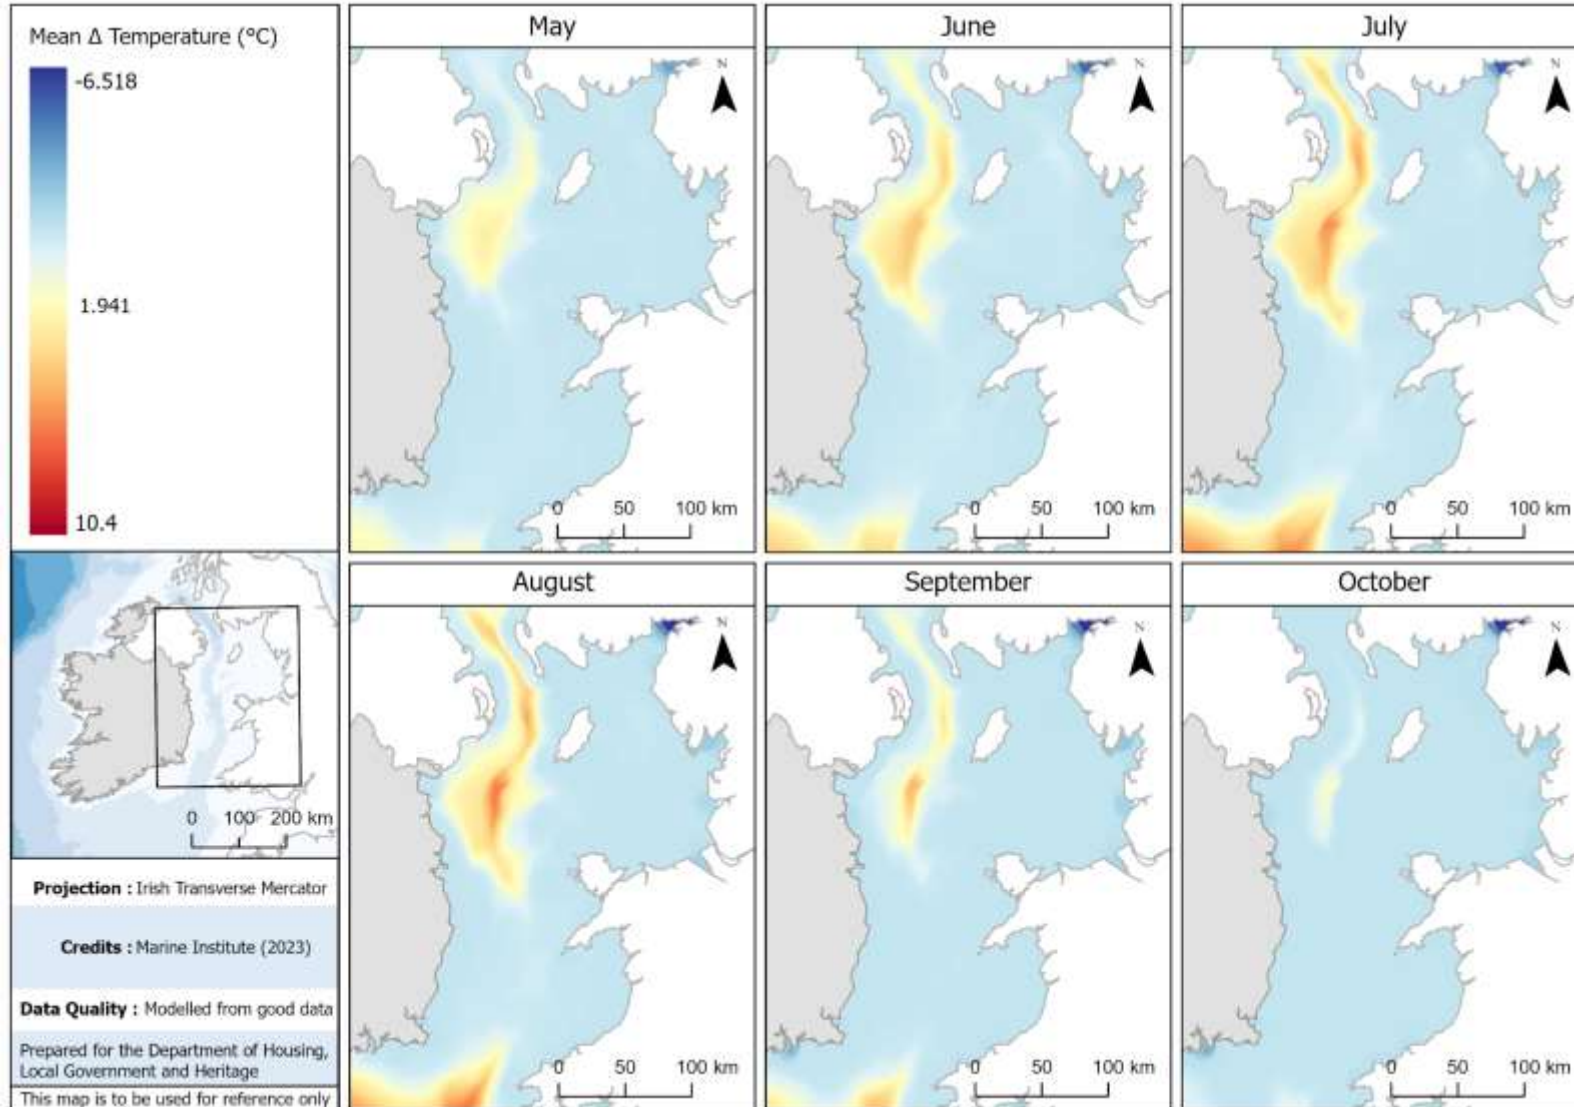 Mean Δ Temperature (°C)
-6.518
1.941
10.4
May
N
0 50 100 km
June
N
0 50 100 km
July
N
0 50 100 km
0 100 200 km
August
N
0 50 100 km
September
N
0 50 100 km
October
N
0 50 100 km
Projection : Irish Transverse Mercator
Credits : Marine Institute (2023)
Data Quality : Modelled from good data
Prepared for the Department of Housing,
Local Government and Heritage
This map is to be used for reference only